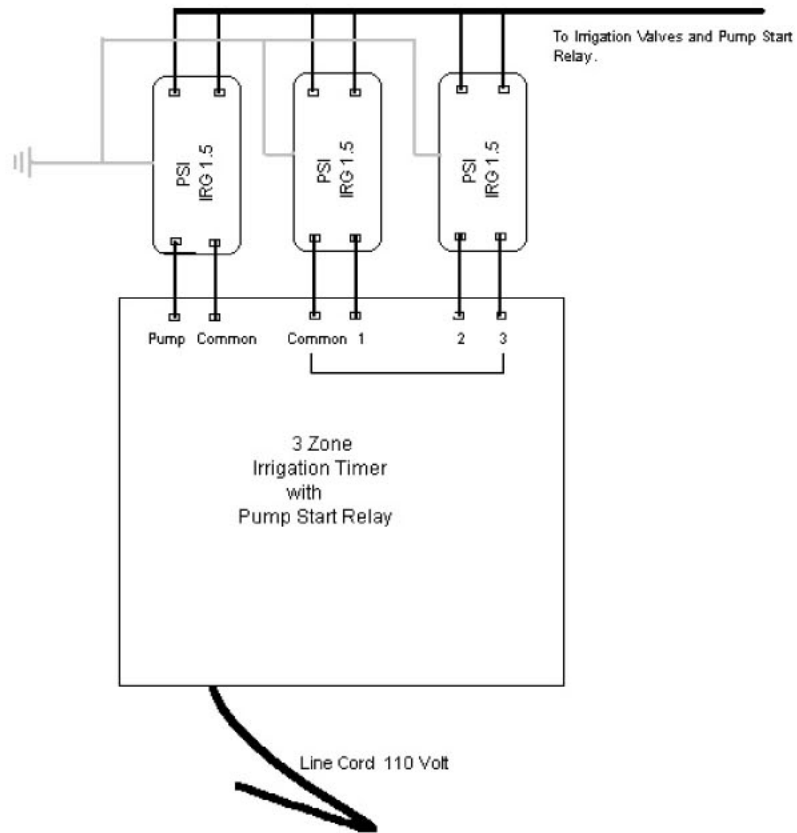 To Irrigation Valves and Pump Start
Relay.
PSI
IRG 1.5
PSI
IRG 1.5
PSI
IRG 1.5
Pump Common Common 1 2 3
3 Zone
Irrigation Timer
with
Pump Start Relay
Line Cord 110 Volt